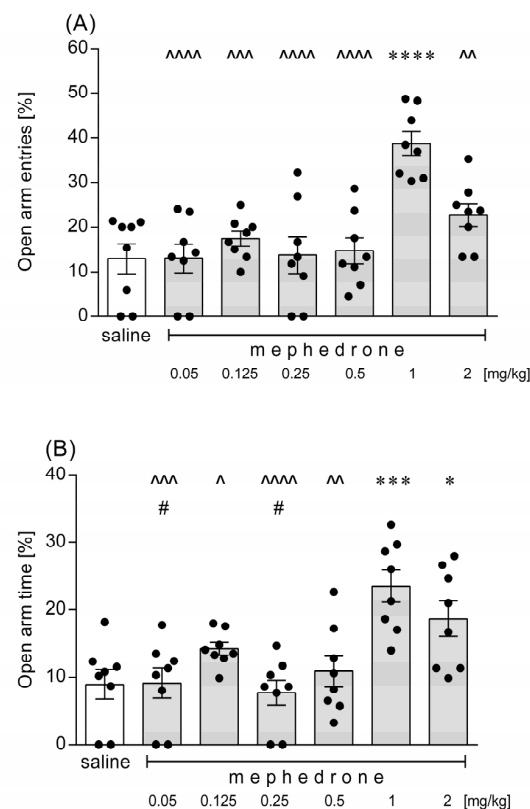 (A)
60
^^^^ ^^^ ^^^^ ^^^^ **** ^^
50
40
30
20
10
0
Open arm entries [%]
saline
mephedrone
0.05 0.125 0.25 0.5 1 2 [mg/kg]
(B)
40
^^^ ^ ^^^^ ^^ *** *
# #
30
20
10
0
Open arm time [%]
saline
mephedrone
0.05 0.125 0.25 0.5 1 2 [mg/kg]